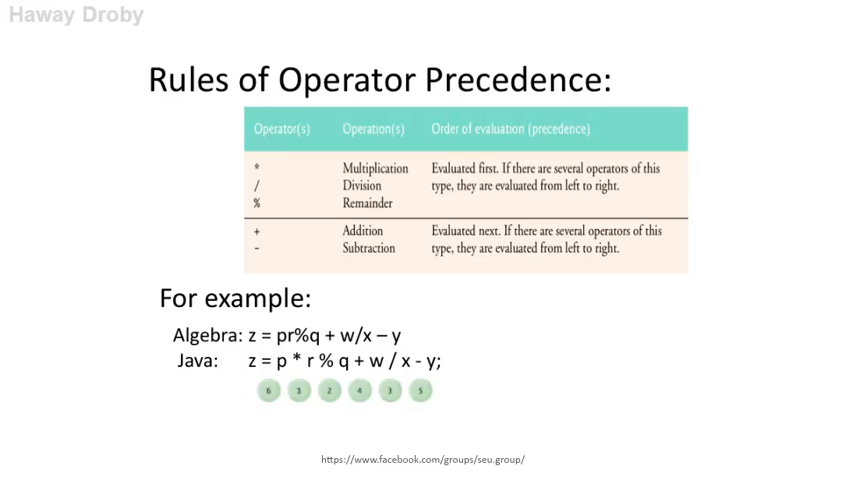 Haway Droby
Rules of Operator Precedence:
Operator(s) Operation(s) Order of evaluation (precedence)
* Multiplication Evaluated first. If there are several operators of this
/ Division type, they are evaluated from left to right.
% Remainder
+ Addition Evaluated next. If there are several operators of this
- Subtraction type, they are evaluated from left to right.
For example:
Algebra: z = pr%q + w/x – y
Java: z = p * r % q + w / x - y;
6 1 2 4 3 5
https://www.facebook.com/groups/seu.group/